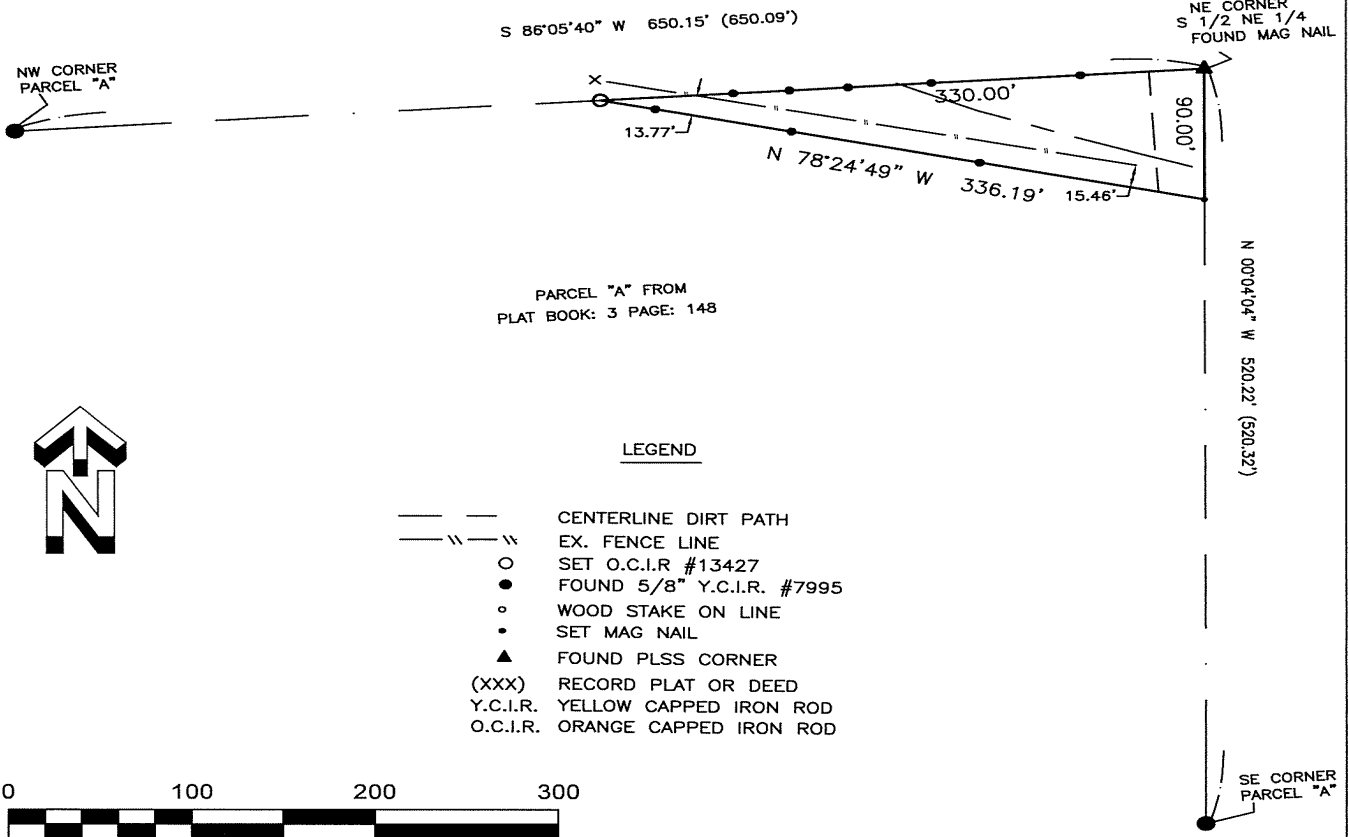 S 86°05'40" W 650.15' (650.09')
NE CORNER
S 1/2 NE 1/4
FOUND MAG NAIL
NW CORNER
PARCEL "A"
X
330.00'
90.00'
13.77'
N 78°24'49" W 336.19'
15.46'
N 00°04'04" W 520.22' (520.32')
PARCEL "A" FROM
PLAT BOOK: 3 PAGE: 148
N
LEGEND
CENTERLINE DIRT PATH
EX. FENCE LINE
SET O.C.I.R #13427
FOUND 5/8" Y.C.I.R. #7995
WOOD STAKE ON LINE
SET MAG NAIL
FOUND PLSS CORNER
(XXX) RECORD PLAT OR DEED
Y.C.I.R. YELLOW CAPPED IRON ROD
O.C.I.R. ORANGE CAPPED IRON ROD
0 100 200 300
SE CORNER
PARCEL "A"